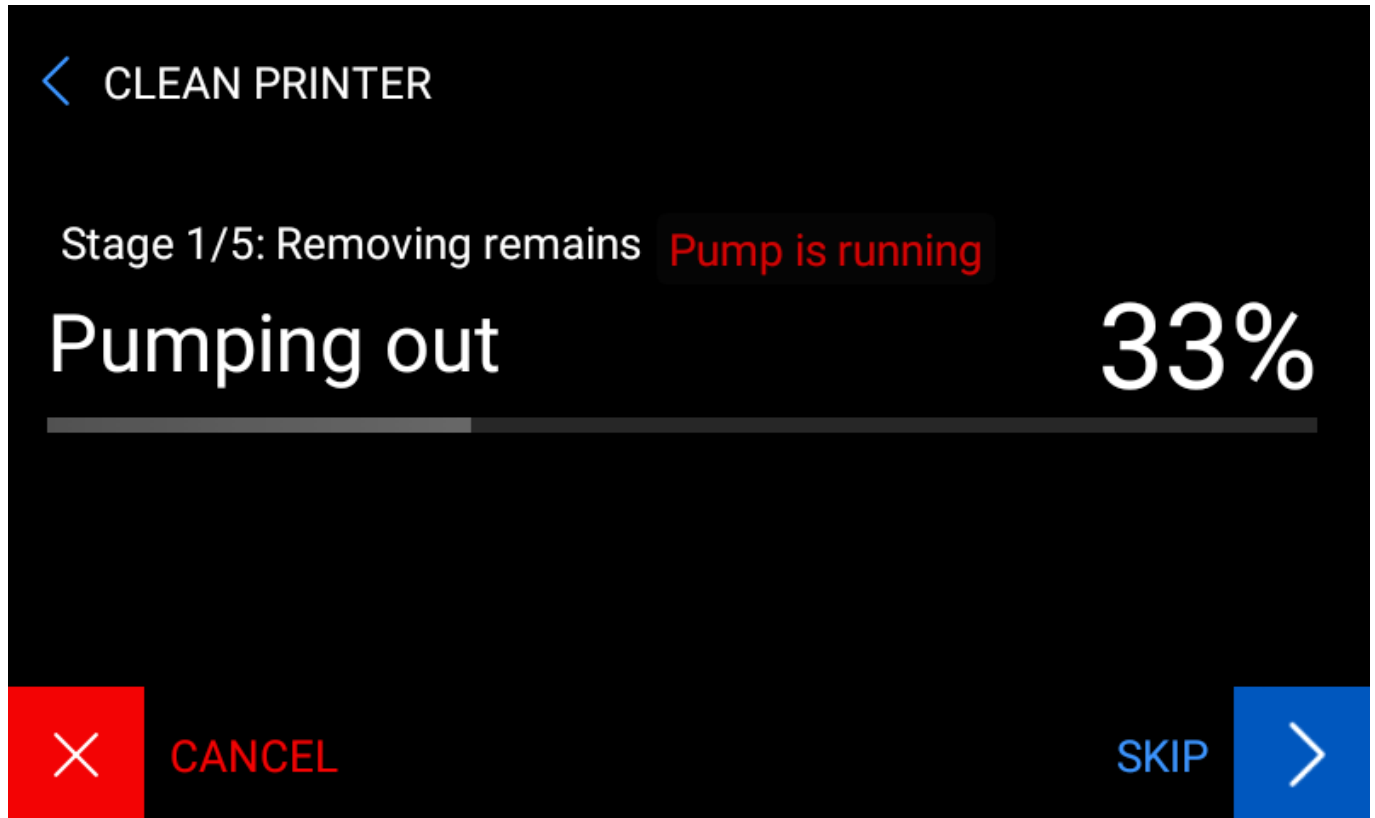 CLEAN PRINTER
Stage 1/5: Removing remains Pump is running
Pumping out 33%
CANCEL SKIP